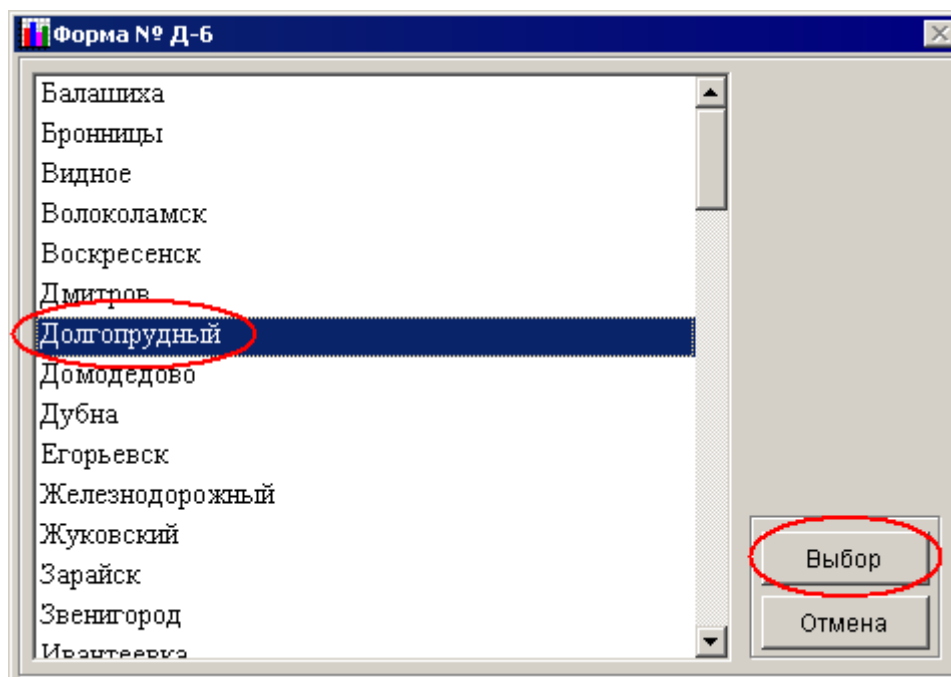 Форма № Д-6
Балашиха
Бронницы
Видное
Волоколамск
Воскресенск
Дмитров
Долгопрудный
Домодедово
Дубна
Егорьевск
Железнодорожный
Жуковский
Зарайск
Звенигород
Ивантеевка
Выбор
Отмена